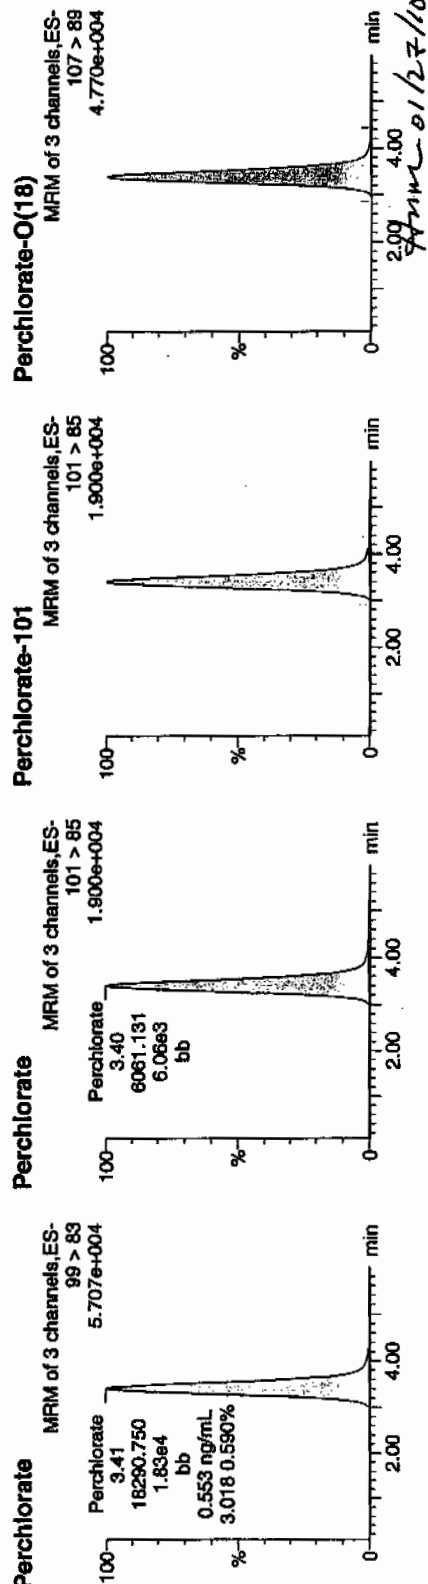 Perchlorate
MRM of 3 channels,ES-
99 > 83
5.707e+004
100
Perchlorate
3.41
18290.750
1.83e4
bb
0.553 ng/mL
3.018 0.590%
%
0
2.00
4.00
min
Perchlorate
MRM of 3 channels,ES-
101 > 85
1.900e+004
100
Perchlorate
3.40
6061.131
6.06e3
bb
%
0
2.00
4.00
min
Perchlorate-101
MRM of 3 channels,ES-
101 > 85
1.900e+004
100
%
0
2.00
4.00
min
Perchlorate-O(18)
MRM of 3 channels,ES-
107 > 89
4.770e+004
100
%
0
2.00
4.00
min
01/27/10